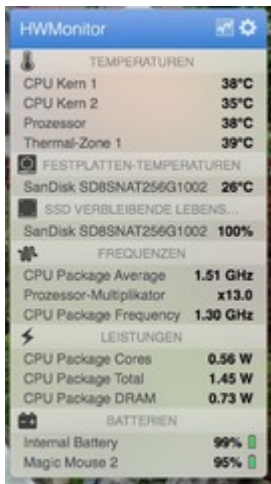 HWMonitor
TEMPERATUREN
CPU Kern 1 38°C
CPU Kern 2 35°C
Prozessor 38°C
Thermal-Zone 1 39°C
FESTPLATTEN-TEMPERATUREN
SanDisk SD8SNAT256G1002 26°C
SSD VERBLEIBENDE LEBENS...
SanDisk SD8SNAT256G1002 100%
FREQUENZEN
CPU Package Average 1.51 GHz
Prozessor-Multiplikator x13.0
CPU Package Frequency 1.30 GHz
LEISTUNGEN
CPU Package Cores 0.56 W
CPU Package Total 1.45 W
CPU Package DRAM 0.73 W
BATTERIEN
Internal Battery 99%
Magic Mouse 2 95%